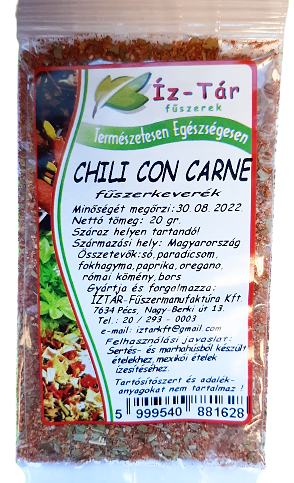 Íz-Tár
fűszerek
Természetesen Egészségesen
CHILI CON CARNE
fűszerkeverék
Minőségét megőrzi: 30. 08. 2022.
Nettó tömeg: 20 gr.
Száraz helyen tartandó!
Származási hely: Magyarország
Összetevők: só, paradicsom,
fokhagyma, paprika, oregano,
római kömény, bors
Gyártja és forgalmazza:
ÍZTÁR-Fűszermanufaktúra Kft.
7634 Pécs, Nagy-Berki út 13.
Tel.: 20 / 293 - 0003
e-mail: iztarkft@gmail.com
Felhasználási javaslat:
Sertés- és marhahúsból készült
ételekhez, mexikói ételek
ízesítéséhez.
Tartósítószert és adalék-
anyagokat nem tartalmaz !
5 999540 881628